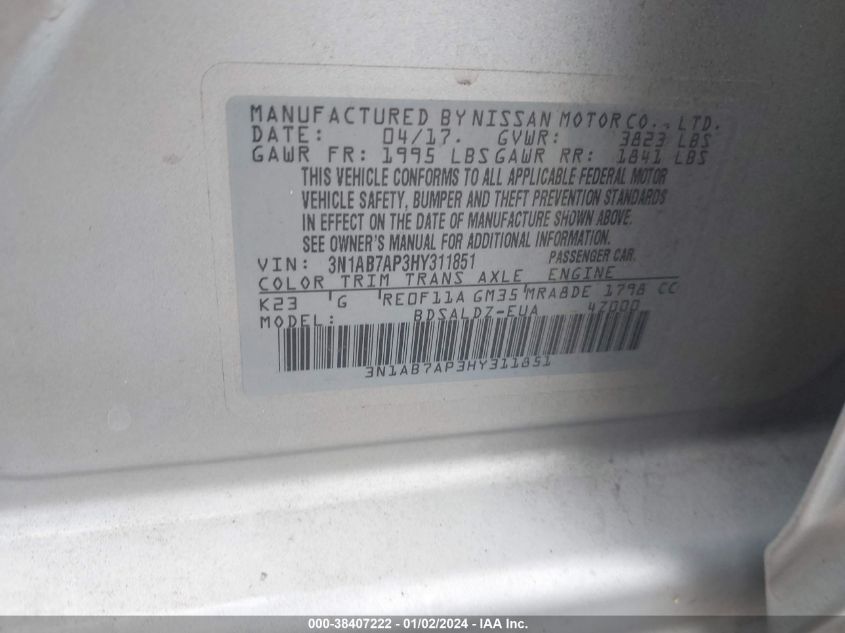 MANUFACTURED BY NISSAN MOTOR CO., LTD.
DATE: 04/17. GVWR: 3823 LBS
GAWR FR: 1995 LBS GAWR RR: 1841 LBS
THIS VEHICLE CONFORMS TO ALL APPLICABLE FEDERAL MOTOR
VEHICLE SAFETY, BUMPER AND THEFT PREVENTION STANDARDS
IN EFFECT ON THE DATE OF MANUFACTURE SHOWN ABOVE.
SEE OWNER'S MANUAL FOR ADDITIONAL INFORMATION.
VIN: 3N1AB7AP3HY311851 PASSENGER CAR.
COLOR TRIM TRANS AXLE ENGINE
K23 G RE0F11A GM35 MRA8DE 1798 CC
MODEL: BDSALDZ-EUA 47000
3N1AB7AP3HY311851
000-38407222 - 01/02/2024 - IAA Inc.